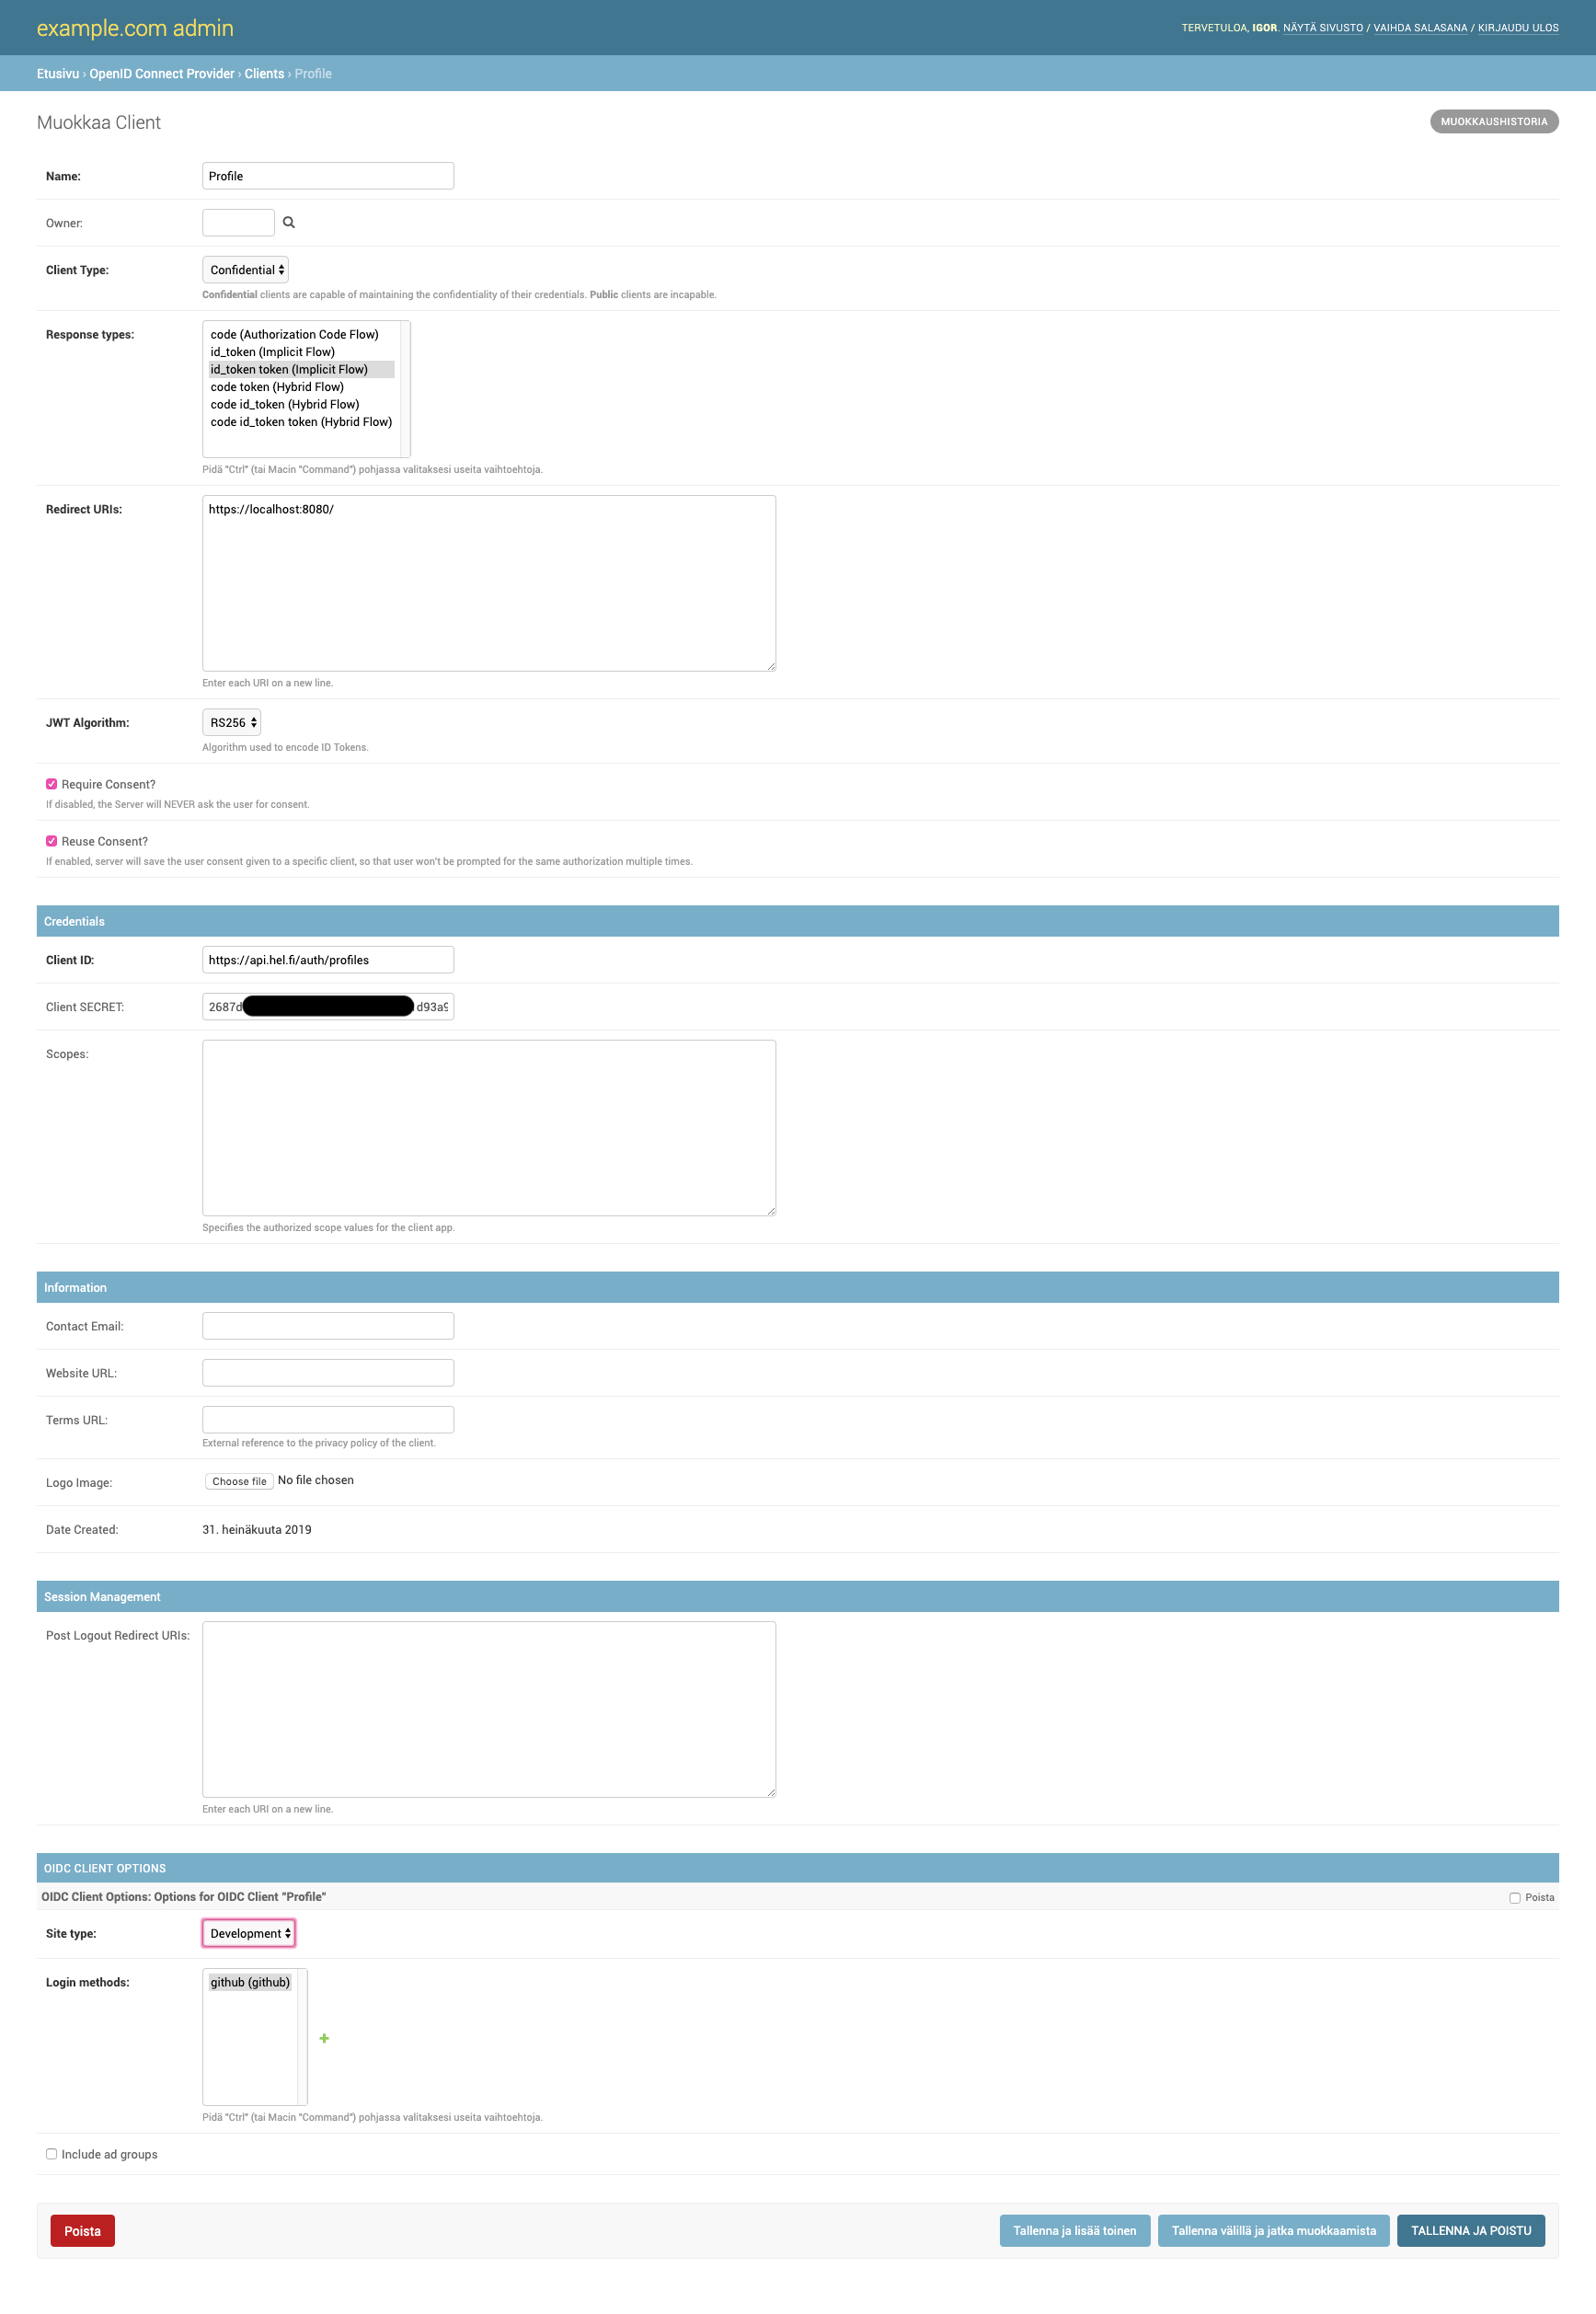 example.com admin
TERVETULOA, IGOR. NÄYTÄ SIVUSTO / VAIHDA SALASANA / KIRJAUDU ULOS
Etusivu › OpenID Connect Provider › Clients › Profile
Muokkaa Client
MUOKKAUSHISTORIA
Name: Profile
Owner:
Client Type: Confidential
Confidential clients are capable of maintaining the confidentiality of their credentials. Public clients are incapable.
Response types:
code (Authorization Code Flow)
id_token (Implicit Flow)
id_token token (Implicit Flow)
code token (Hybrid Flow)
code id_token (Hybrid Flow)
code id_token token (Hybrid Flow)
Pidä "Ctrl" (tai Macin "Command") pohjassa valitaksesi useita vaihtoehtoja.
Redirect URIs: https://localhost:8080/
Enter each URI on a new line.
JWT Algorithm: RS256
Algorithm used to encode ID Tokens.
Require Consent?
If disabled, the Server will NEVER ask the user for consent.
Reuse Consent?
If enabled, server will save the user consent given to a specific client, so that user won't be prompted for the same authorization multiple times.
Credentials
Client ID: https://api.hel.fi/auth/profiles
Client SECRET: 2687d d93a9
Scopes:
Specifies the authorized scope values for the client app.
Information
Contact Email:
Website URL:
Terms URL:
External reference to the privacy policy of the client.
Logo Image: Choose file No file chosen
Date Created: 31. heinäkuuta 2019
Session Management
Post Logout Redirect URIs:
Enter each URI on a new line.
OIDC CLIENT OPTIONS
OIDC Client Options: Options for OIDC Client "Profile" Poista
Site type: Development
Login methods: github (github)
Pidä "Ctrl" (tai Macin "Command") pohjassa valitaksesi useita vaihtoehtoja.
Include ad groups
Poista
Tallenna ja lisää toinen
Tallenna välillä ja jatka muokkaamista
TALLENNA JA POISTU